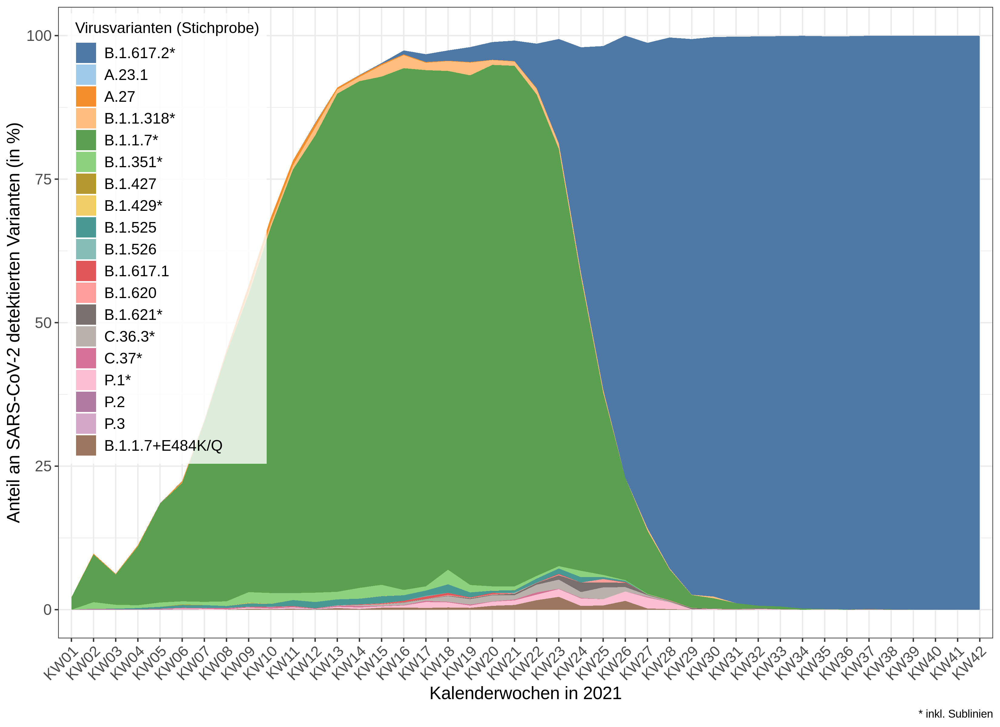 Virusvarianten (Stichprobe)
B.1.617.2*
A.23.1
A.27
B.1.1.318*
B.1.1.7*
B.1.351*
B.1.427
B.1.429*
B.1.525
B.1.526
B.1.617.1
B.1.620
B.1.621*
C.36.3*
C.37*
P.1*
P.2
P.3
B.1.1.7+E484K/Q
Anteil an SARS-CoV-2 detektierten Varianten (in %)
100
75
50
25
0
KW01
KW02
KW03
KW04
KW05
KW06
KW07
KW08
KW09
KW10
KW11
KW12
KW13
KW14
KW15
KW16
KW17
KW18
KW19
KW20
KW21
KW22
KW23
KW24
KW25
KW26
KW27
KW28
KW29
KW30
KW31
KW32
KW33
KW34
KW35
KW36
KW37
KW38
KW39
KW40
KW41
KW42
Kalenderwochen in 2021
* inkl. Sublinien